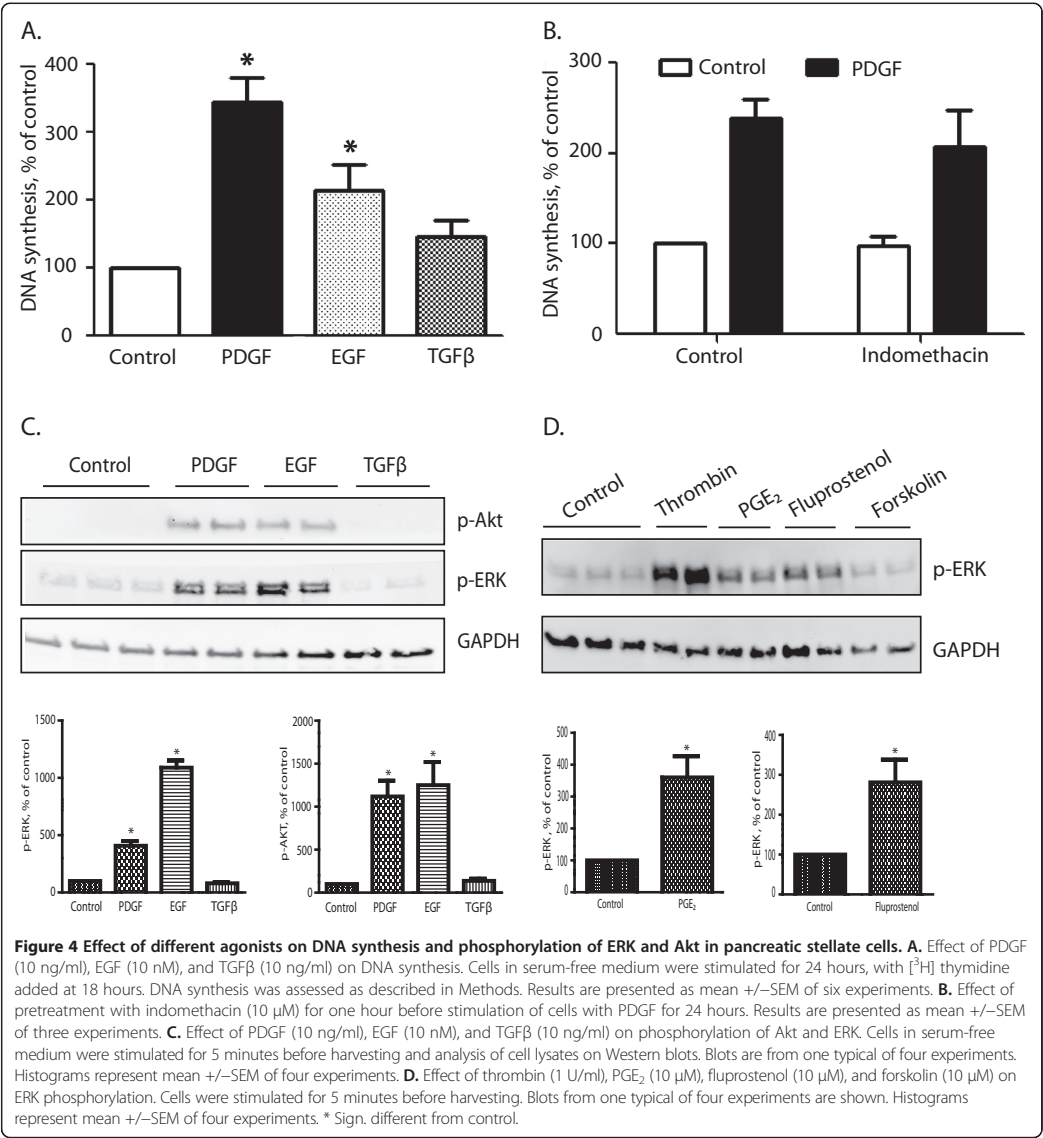 A.
DNA synthesis, % of control
400
300
200
100
0
*
*
Control PDGF EGF TGFβ
B.
DNA synthesis, % of control
300
200
100
0
Control PDGF
Control Indomethacin
C.
Control PDGF EGF TGFβ
p-Akt
p-ERK
GAPDH
D.
Control Thrombin PGE₂ Fluprostenol Forskolin
p-ERK
GAPDH
p-ERK, % of control
1500
1000
500
0
*
*
Control PDGF EGF TGFβ
p-AKT, % of control
2000
1500
1000
500
0
*
*
Control PDGF EGF TGFβ
p-ERK , % of control
500
400
300
200
100
0
*
Control PGE₂
p-ERK , % of control
400
300
200
100
0
*
Control Fluprostenol
Figure 4 Effect of different agonists on DNA synthesis and phosphorylation of ERK and Akt in pancreatic stellate cells. A. Effect of PDGF
(10 ng/ml), EGF (10 nM), and TGFβ (10 ng/ml) on DNA synthesis. Cells in serum-free medium were stimulated for 24 hours, with [³H] thymidine
added at 18 hours. DNA synthesis was assessed as described in Methods. Results are presented as mean +/−SEM of six experiments. B. Effect of
pretreatment with indomethacin (10 μM) for one hour before stimulation of cells with PDGF for 24 hours. Results are presented as mean +/−SEM
of three experiments. C. Effect of PDGF (10 ng/ml), EGF (10 nM), and TGFβ (10 ng/ml) on phosphorylation of Akt and ERK. Cells in serum-free
medium were stimulated for 5 minutes before harvesting and analysis of cell lysates on Western blots. Blots are from one typical of four experiments.
Histograms represent mean +/−SEM of four experiments. D. Effect of thrombin (1 U/ml), PGE₂ (10 μM), fluprostenol (10 μM), and forskolin (10 μM) on
ERK phosphorylation. Cells were stimulated for 5 minutes before harvesting. Blots from one typical of four experiments are shown. Histograms
represent mean +/−SEM of four experiments. * Sign. different from control.